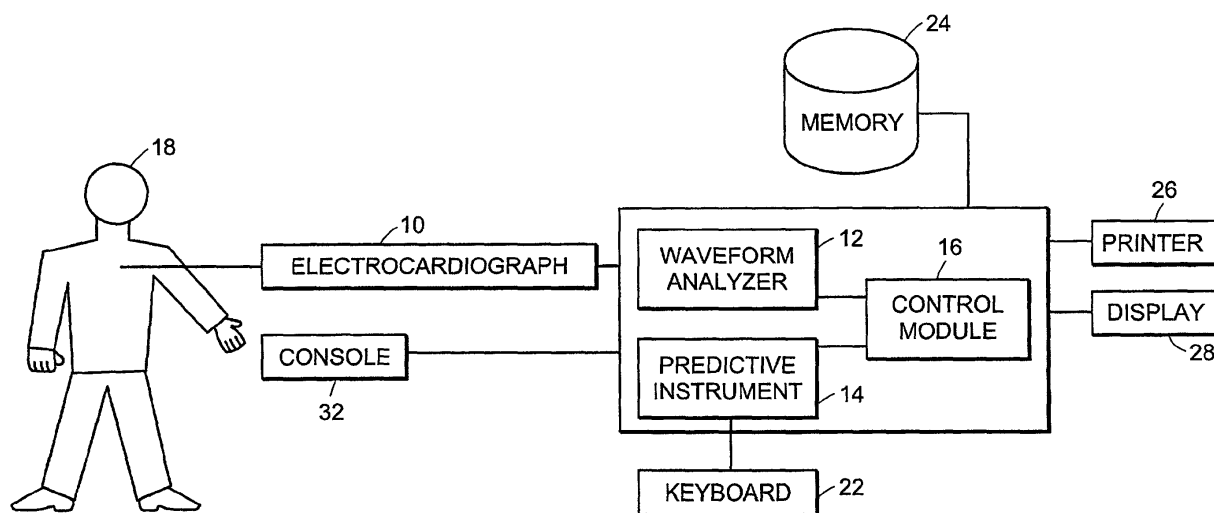 24
MEMORY
18
10
ELECTROCARDIOGRAPH
12
WAVEFORM
ANALYZER
16
CONTROL
MODULE
26
PRINTER
DISPLAY
28
CONSOLE
32
PREDICTIVE
INSTRUMENT
14
KEYBOARD
22